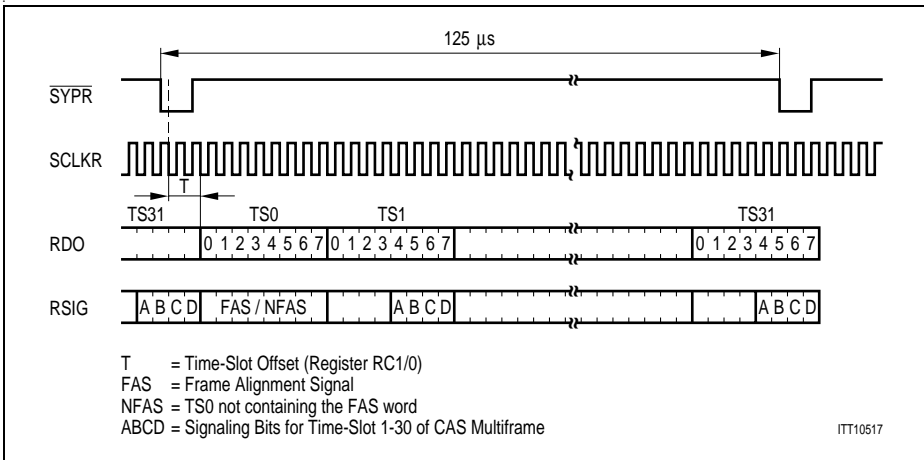 125 µs
SYPR
SCLKR
T
TS31 TS0 TS1 TS31
RDO 0 1 2 3 4 5 6 7 0 1 2 3 4 5 6 7 0 1 2 3 4 5 6 7
RSIG A B C D FAS / NFAS A B C D A B C D
T = Time-Slot Offset (Register RC1/0)
FAS = Frame Alignment Signal
NFAS = TS0 not containing the FAS word
ABCD = Signaling Bits for Time-Slot 1-30 of CAS Multiframe
ITT10517